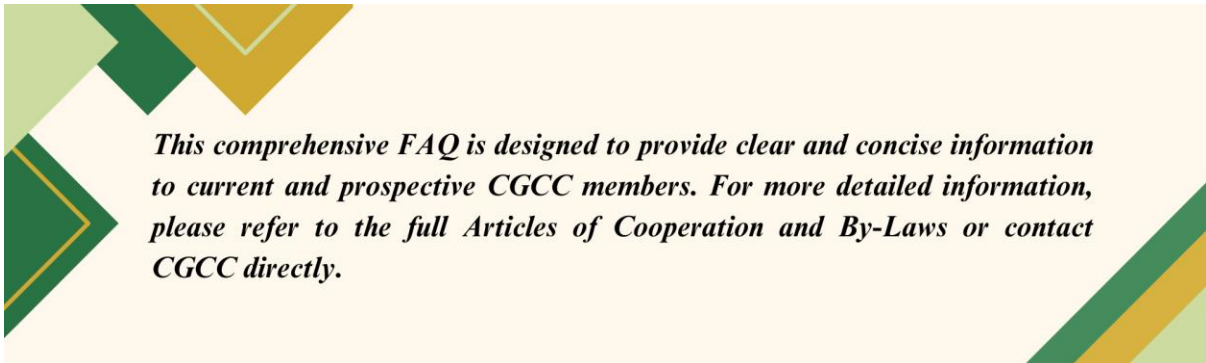 This comprehensive FAQ is designed to provide clear and concise information
to current and prospective CGCC members. For more detailed information,
please refer to the full Articles of Cooperation and By-Laws or contact
CGCC directly.